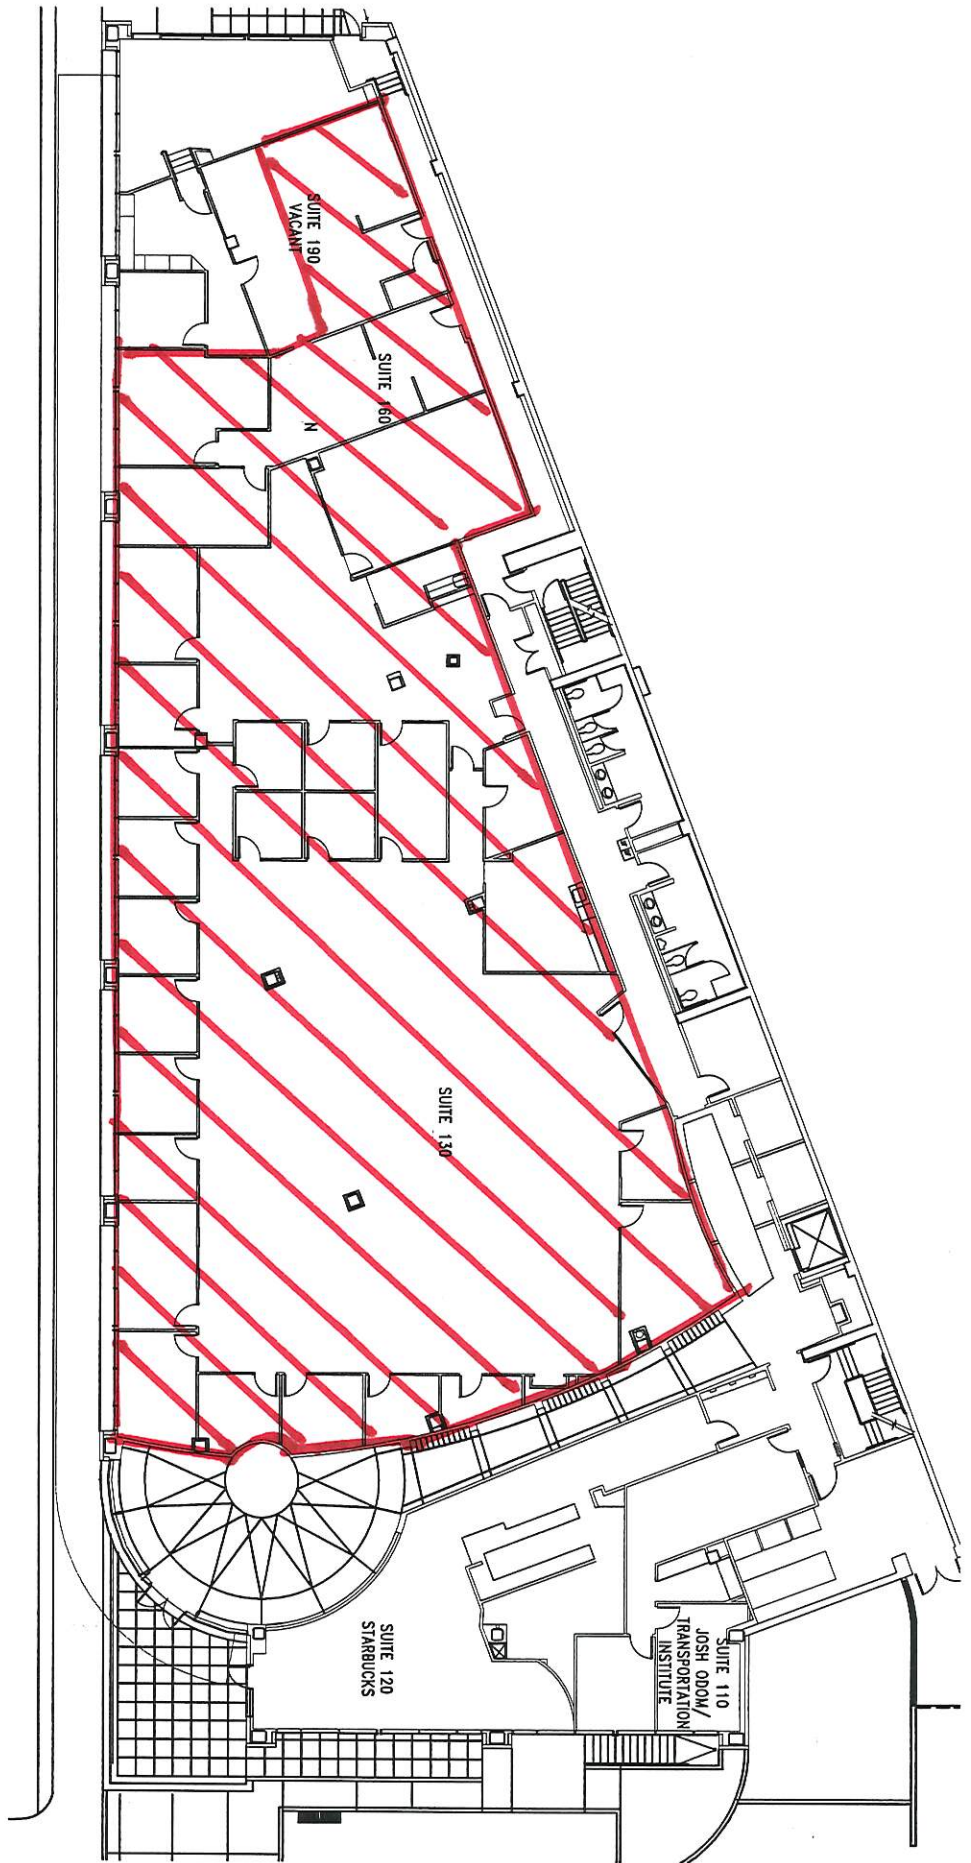 SUITE 190
VACANT
SUITE 160
N
SUITE 130
SUITE 120
STARBUCKS
SUITE 110
JOSH ODOM/
TRANSPORTATION
INSTITUTE